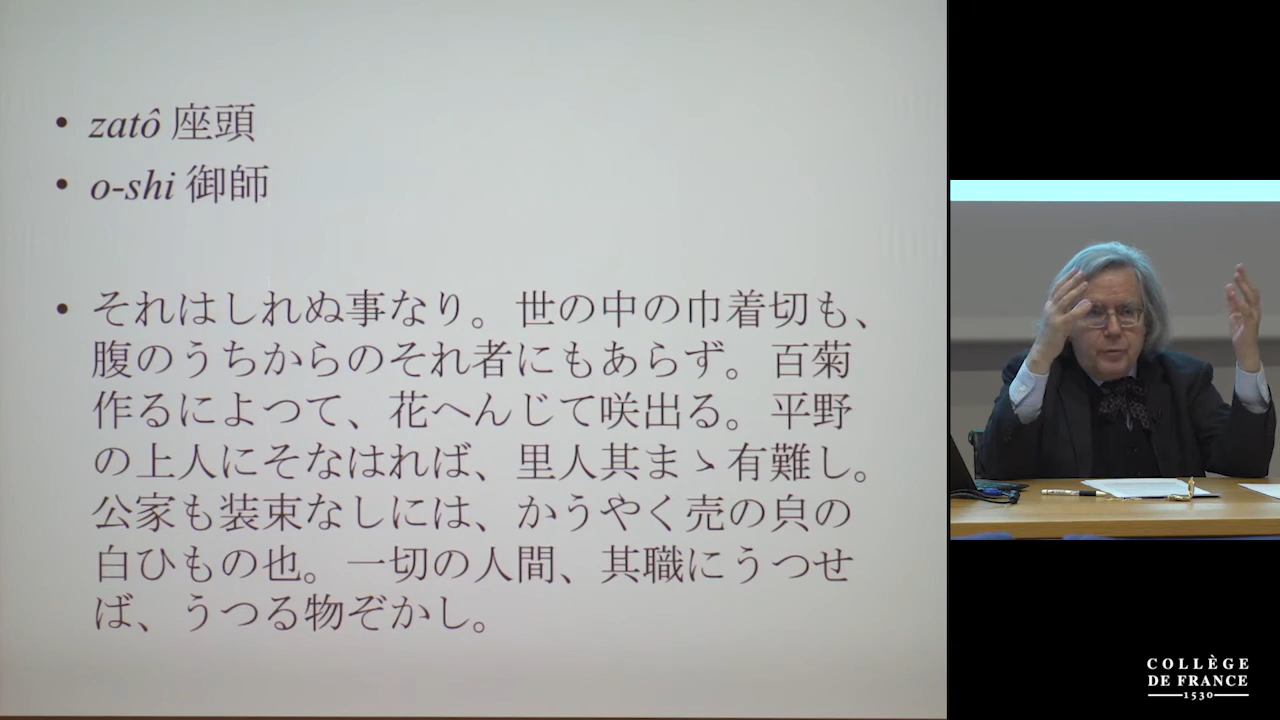 • zatô 座頭
• o-shi 御師
• それはしれぬ事なり。世の中の巾着切も、
腹のうちからのそれ者にもあらず。百菊
作るによつて、花へんじて咲出る。平野
の上人にそなはれば、里人其まゝ有難し。
公家も装束なしには、かうやく売の㒵の
白ひもの也。一切の人間、其職にうつせ
ば、うつる物ぞかし。
COLLÈGE
DE FRANCE
1530